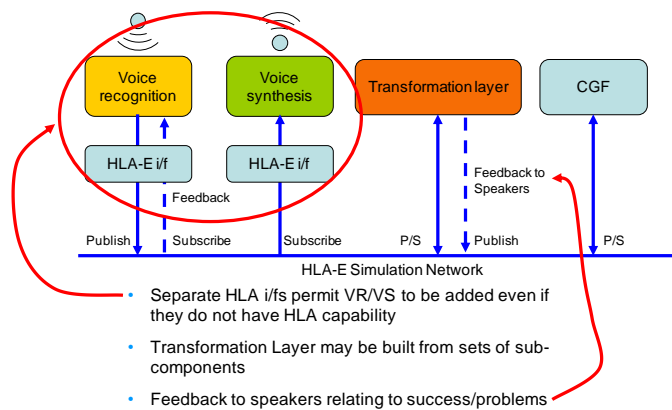 Voice
recognition
Voice
synthesis
Transformation layer
CGF
HLA-E i/f
HLA-E i/f
Feedback
Feedback to
Speakers
Publish
Subscribe
Subscribe
P/S
Publish
P/S
HLA-E Simulation Network
• Separate HLA i/fs permit VR/VS to be added even if
they do not have HLA capability
• Transformation Layer may be built from sets of sub-
components
• Feedback to speakers relating to success/problems